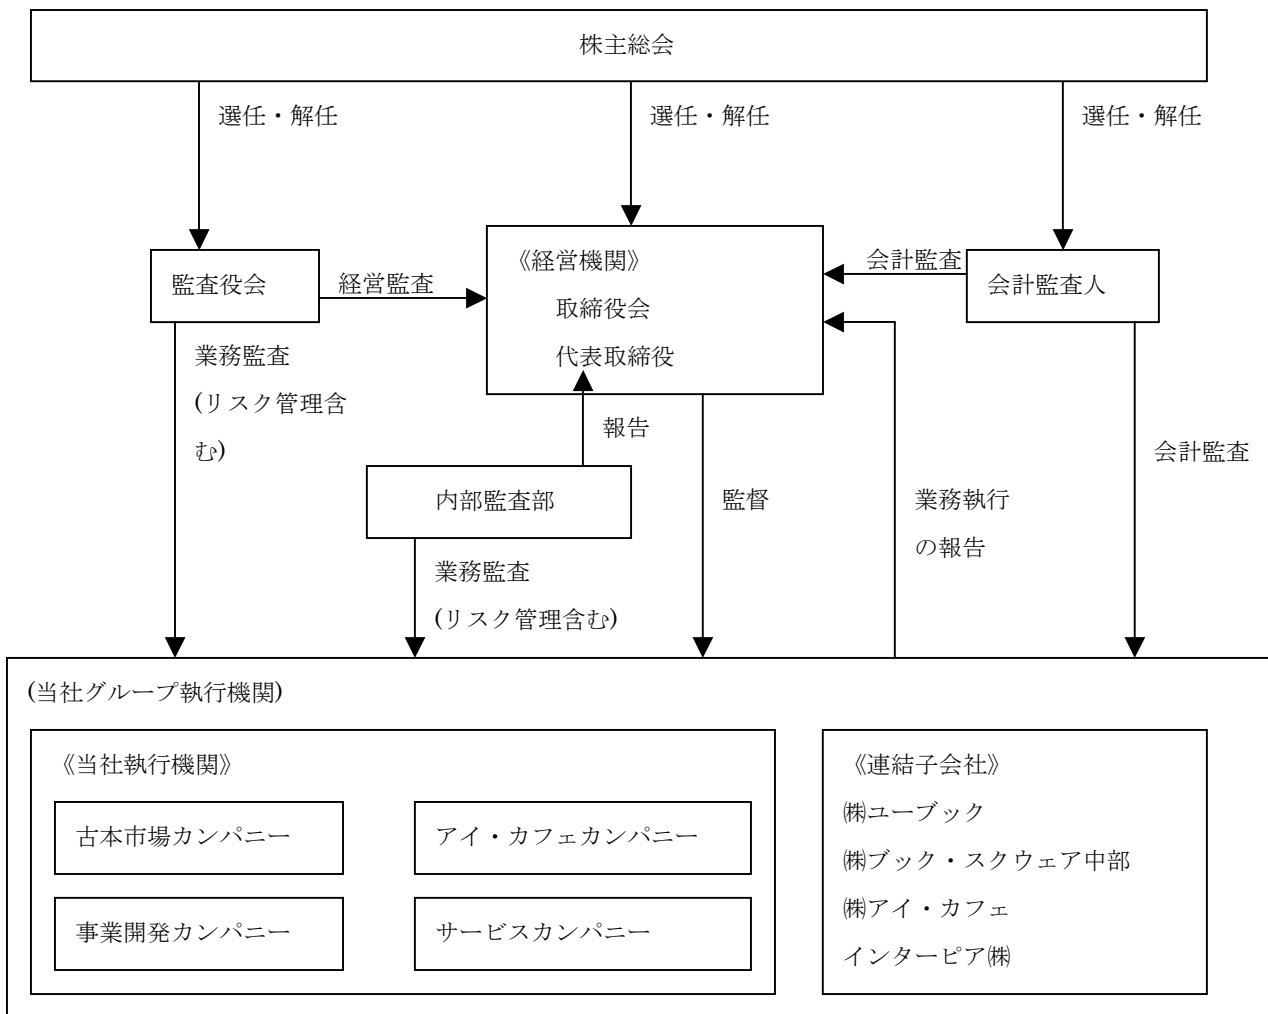 株主総会
選任・解任
選任・解任
選任・解任
監査役会
経営監査
《経営機関》
取締役会
代表取締役
会計監査
会計監査人
業務監査
(リスク管理含
む)
報告
内部監査部
監督
業務執行
の報告
会計監査
業務監査
(リスク管理含む)
(当社グループ執行機関)
《当社執行機関》
古本市場カンパニー
アイ・カフェカンパニー
事業開発カンパニー
サービスカンパニー
《連結子会社》
㈱ユーブック
㈱ブック・スクウェア中部
㈱アイ・カフェ
インターピア㈱